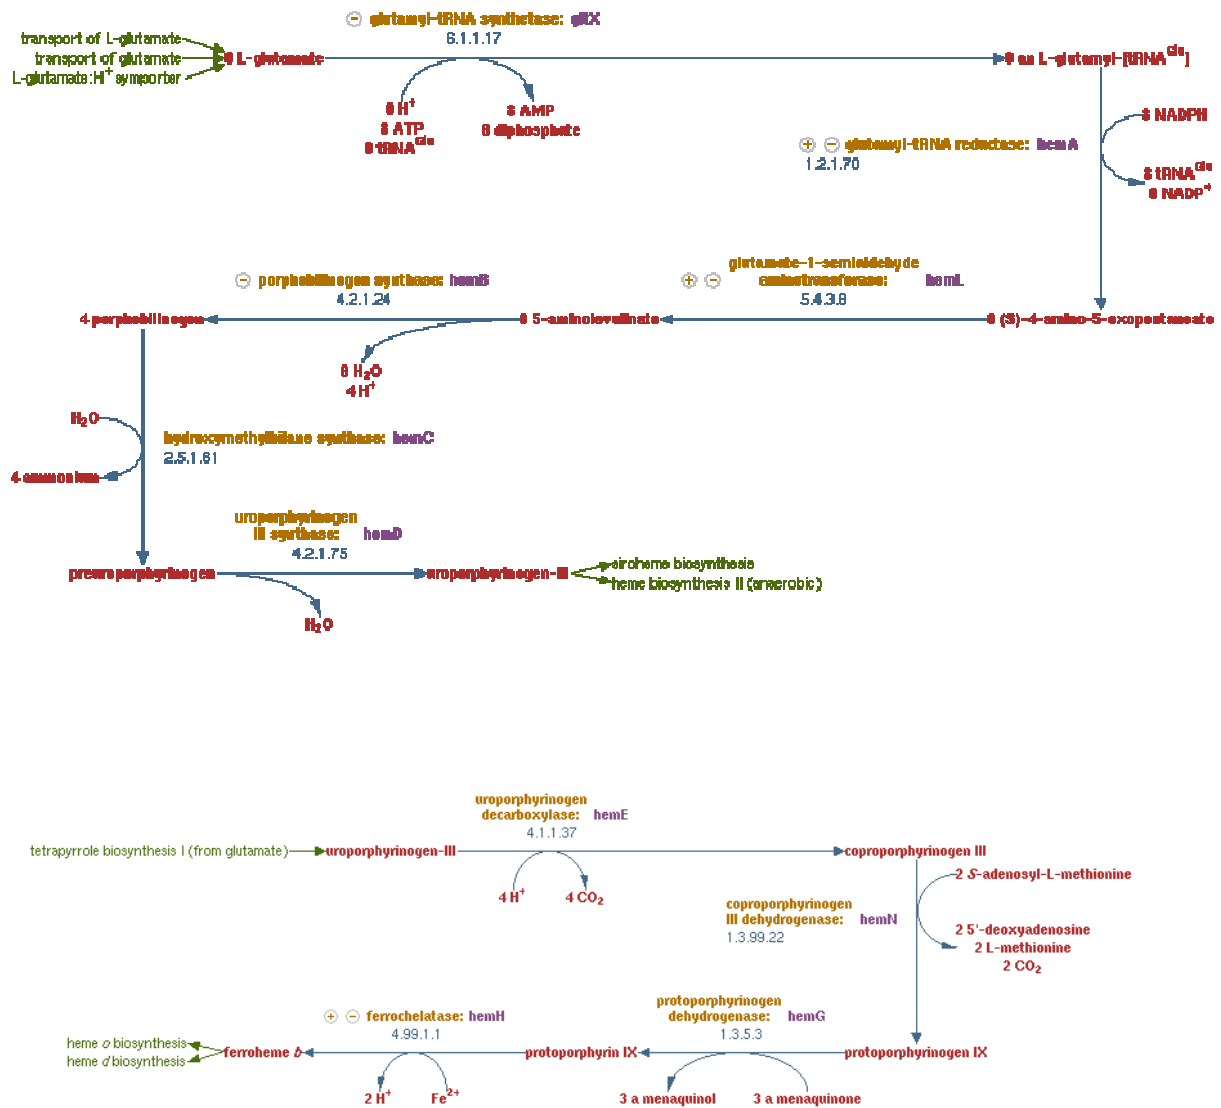 ⊖ glutamyl-tRNA synthetase: gltX
6.1.1.17
transport of L-glutamate
transport of glutamate
L-glutamate:H+ symporter
8 L-glutamate
8 an L-glutamyl-[tRNAGlu]
8 H+
8 ATP
8 tRNAGlu
8 AMP
8 diphosphate
8 NADPH
⊕ ⊖ glutamyl-tRNA reductase: hemA
1.2.1.70
8 tRNAGlu
8 NADP+
⊖ porphobilinogen synthase: hemB
4.2.1.24
glutamate-1-semialdehyde
⊕ ⊖ aminotransferase: hemL
5.4.3.8
4 porphobilinogen
8 5-aminolevulinate
8 (S)-4-amino-5-oxopentanoate
8 H2O
4 H+
H2O
hydroxymethylbilane synthase: hemC
2.5.1.61
4 ammonium
uroporphyrinogen
III synthase: hemD
4.2.1.75
preuroporphyrinogen
uroporphyrinogen-III
siroheme biosynthesis
heme biosynthesis II (anaerobic)
H2O
uroporphyrinogen
decarboxylase: hemE
4.1.1.37
tetrapyrrole biosynthesis I (from glutamate)
uroporphyrinogen-III
coproporphyrinogen III
4 H+
4 CO2
2 S-adenosyl-L-methionine
coproporphyrinogen
III dehydrogenase: hemN
1.3.99.22
2 5'-deoxyadenosine
2 L-methionine
2 CO2
⊕ ⊖ ferrochelatase: hemH
4.99.1.1
protoporphyrinogen
dehydrogenase: hemG
1.3.5.3
heme o biosynthesis
heme d biosynthesis
ferroheme b
protoporphyrin IX
protoporphyrinogen IX
2 H+
Fe2+
3 a menaquinol
3 a menaquinone